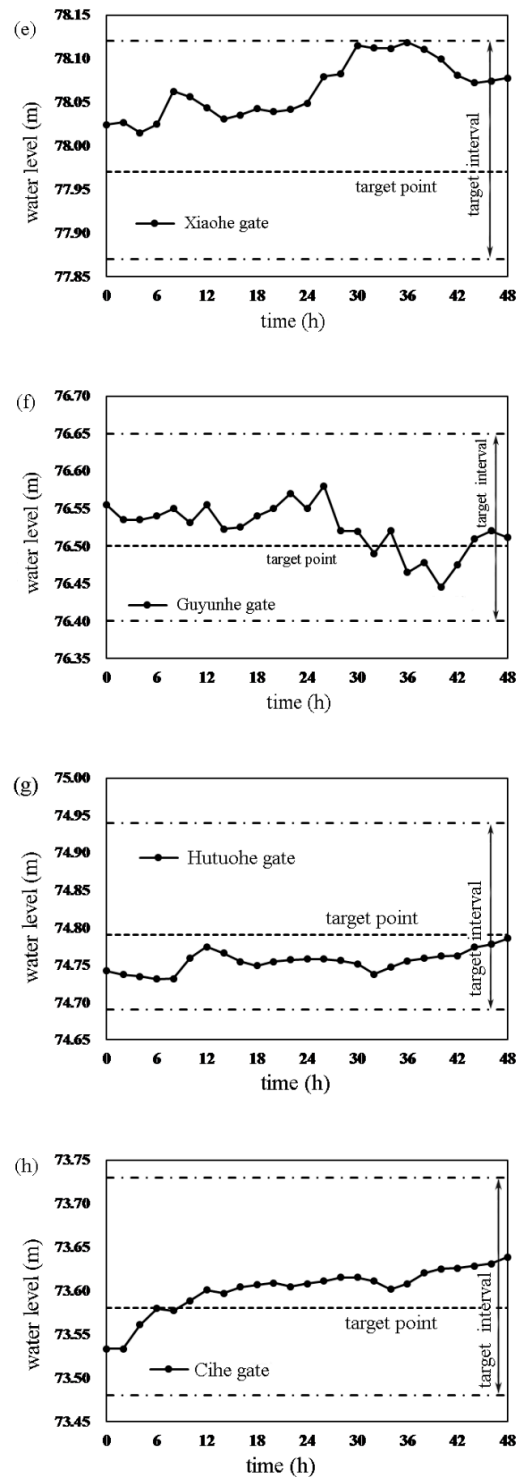 (e)
78.15
78.10
78.05
78.00
77.95
77.90
77.85
water level (m)
target point
target interval
Xiaohe gate
0 6 12 18 24 30 36 42 48
time (h)
(f)
76.70
76.65
76.60
76.55
76.50
76.45
76.40
76.35
water level (m)
target point
target interval
Guyunhe gate
0 6 12 18 24 30 36 42 48
time (h)
(g)
75.00
74.95
74.90
74.85
74.80
74.75
74.70
74.65
water level (m)
Hutuohe gate
target point
target interval
0 6 12 18 24 30 36 42 48
time (h)
(h)
73.75
73.70
73.65
73.60
73.55
73.50
73.45
water level (m)
target point
target interval
Cihe gate
0 6 12 18 24 30 36 42 48
time (h)